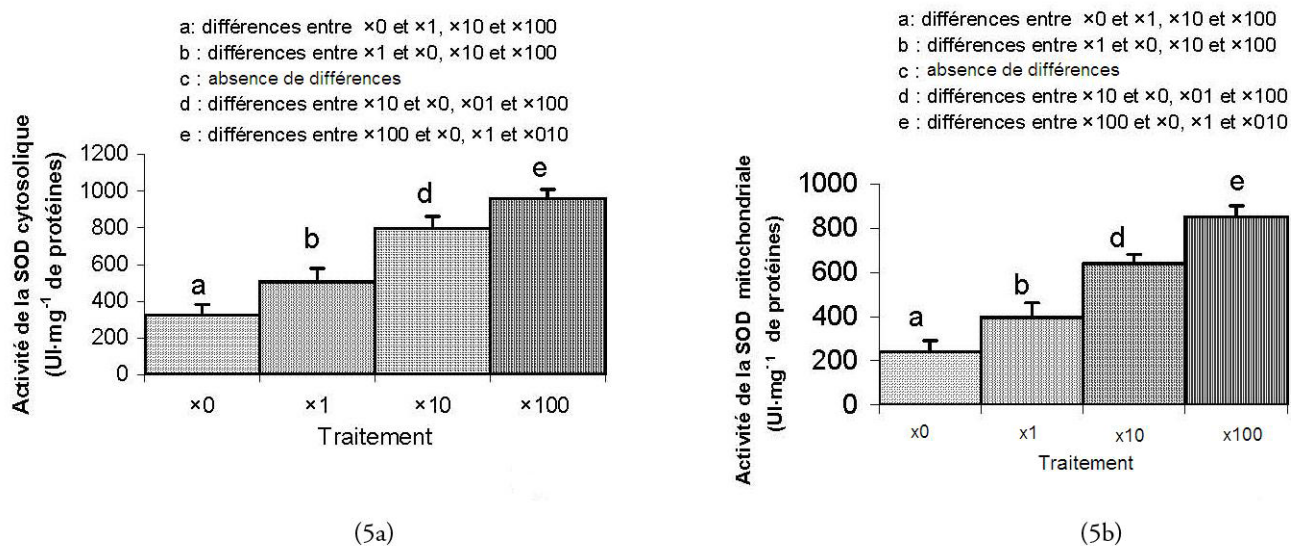 a: différences entre ×0 et ×1, ×10 et ×100
b : différences entre ×1 et ×0, ×10 et ×100
c : absence de différences
d : différences entre ×10 et ×0, ×01 et ×100
e : différences entre ×100 et ×0, ×1 et ×010
Activité de la SOD cytosolique
(UI·mg⁻¹ de protéines)
1200
1000
800
600
400
200
0
a
b
d
e
×0 ×1 ×10 ×100
Traitement
(5a)
a: différences entre ×0 et ×1, ×10 et ×100
b : différences entre ×1 et ×0, ×10 et ×100
c : absence de différences
d : différences entre ×10 et ×0, ×01 et ×100
e : différences entre ×100 et ×0, ×1 et ×010
Activité de la SOD mitochondriale
(UI·mg⁻¹ de protéines)
1000
800
600
400
200
0
a
b
d
e
x0 x1 x10 x100
Traitement
(5b)